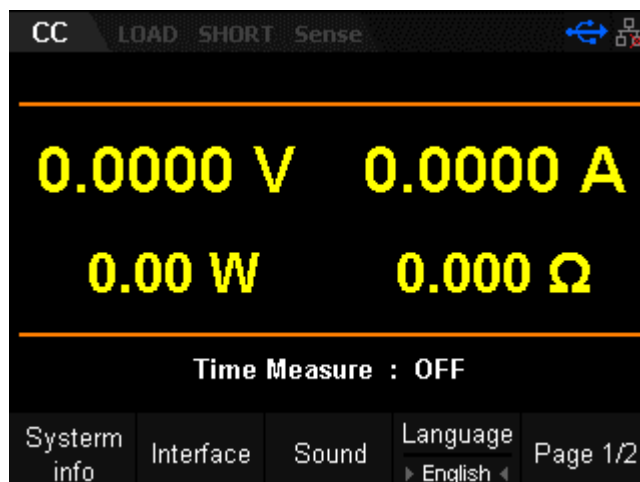 CC LOAD SHORT Sense
0.0000 V 0.0000 A
0.00 W 0.000 Ω
Time Measure : OFF
Systerm info Interface Sound Language English Page 1/2